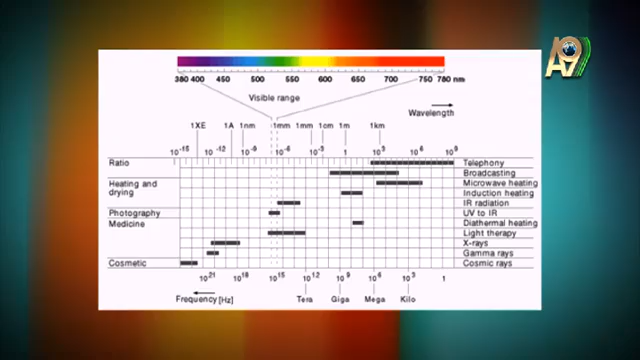 A9
380 400 450 500 550 600 650 700 750 780 nm
Visible range
Wavelength
1XE 1A 1nm 1mm 1mm 1cm 1m 1km
10-15 10-12 10-9 10-6 10-3 1 103 106 109
Ratio Telephony
Broadcasting
Heating and drying Microwave heating
Induction heating
IR radiation
Photography UV to IR
Medicine Diathermal heating
Light therapy
X-rays
Gamma rays
Cosmetic Cosmic rays
1021 1018 1015 1012 109 106 103 1
Frequency [Hz] Tera Giga Mega Kilo